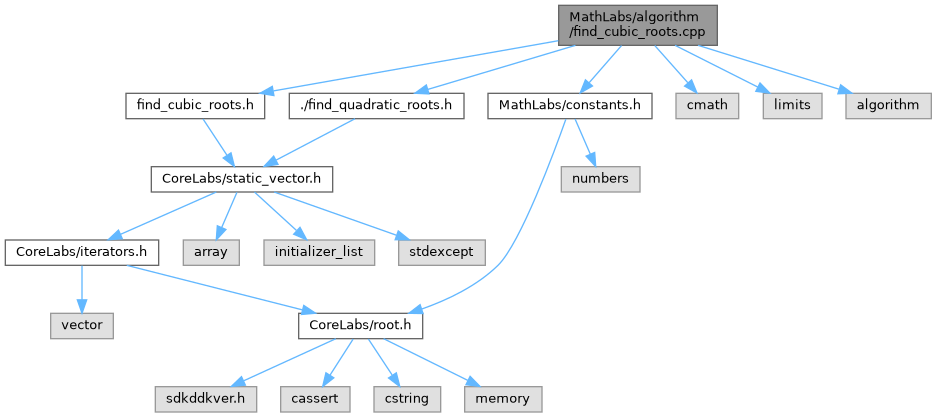 MathLabs/algorithm
/find_cubic_roots.cpp
find_cubic_roots.h
./find_quadratic_roots.h
MathLabs/constants.h
cmath
limits
algorithm
CoreLabs/static_vector.h
numbers
CoreLabs/iterators.h
array
initializer_list
stdexcept
vector
CoreLabs/root.h
sdkddkver.h
cassert
cstring
memory